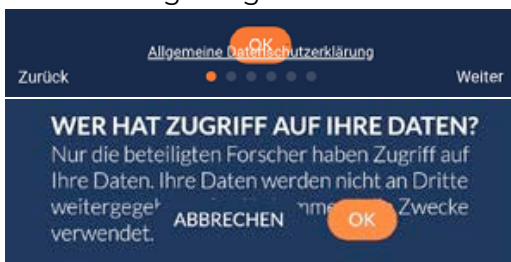 OK
Allgemeine Datenschutzerklärung
Zurück
Weiter
WER HAT ZUGRIFF AUF IHRE DATEN?
Nur die beteiligten Forscher haben Zugriff auf
Ihre Daten. Ihre Daten werden nicht an Dritte
Zwecke
ABBRECHEN
OK
verwendet.